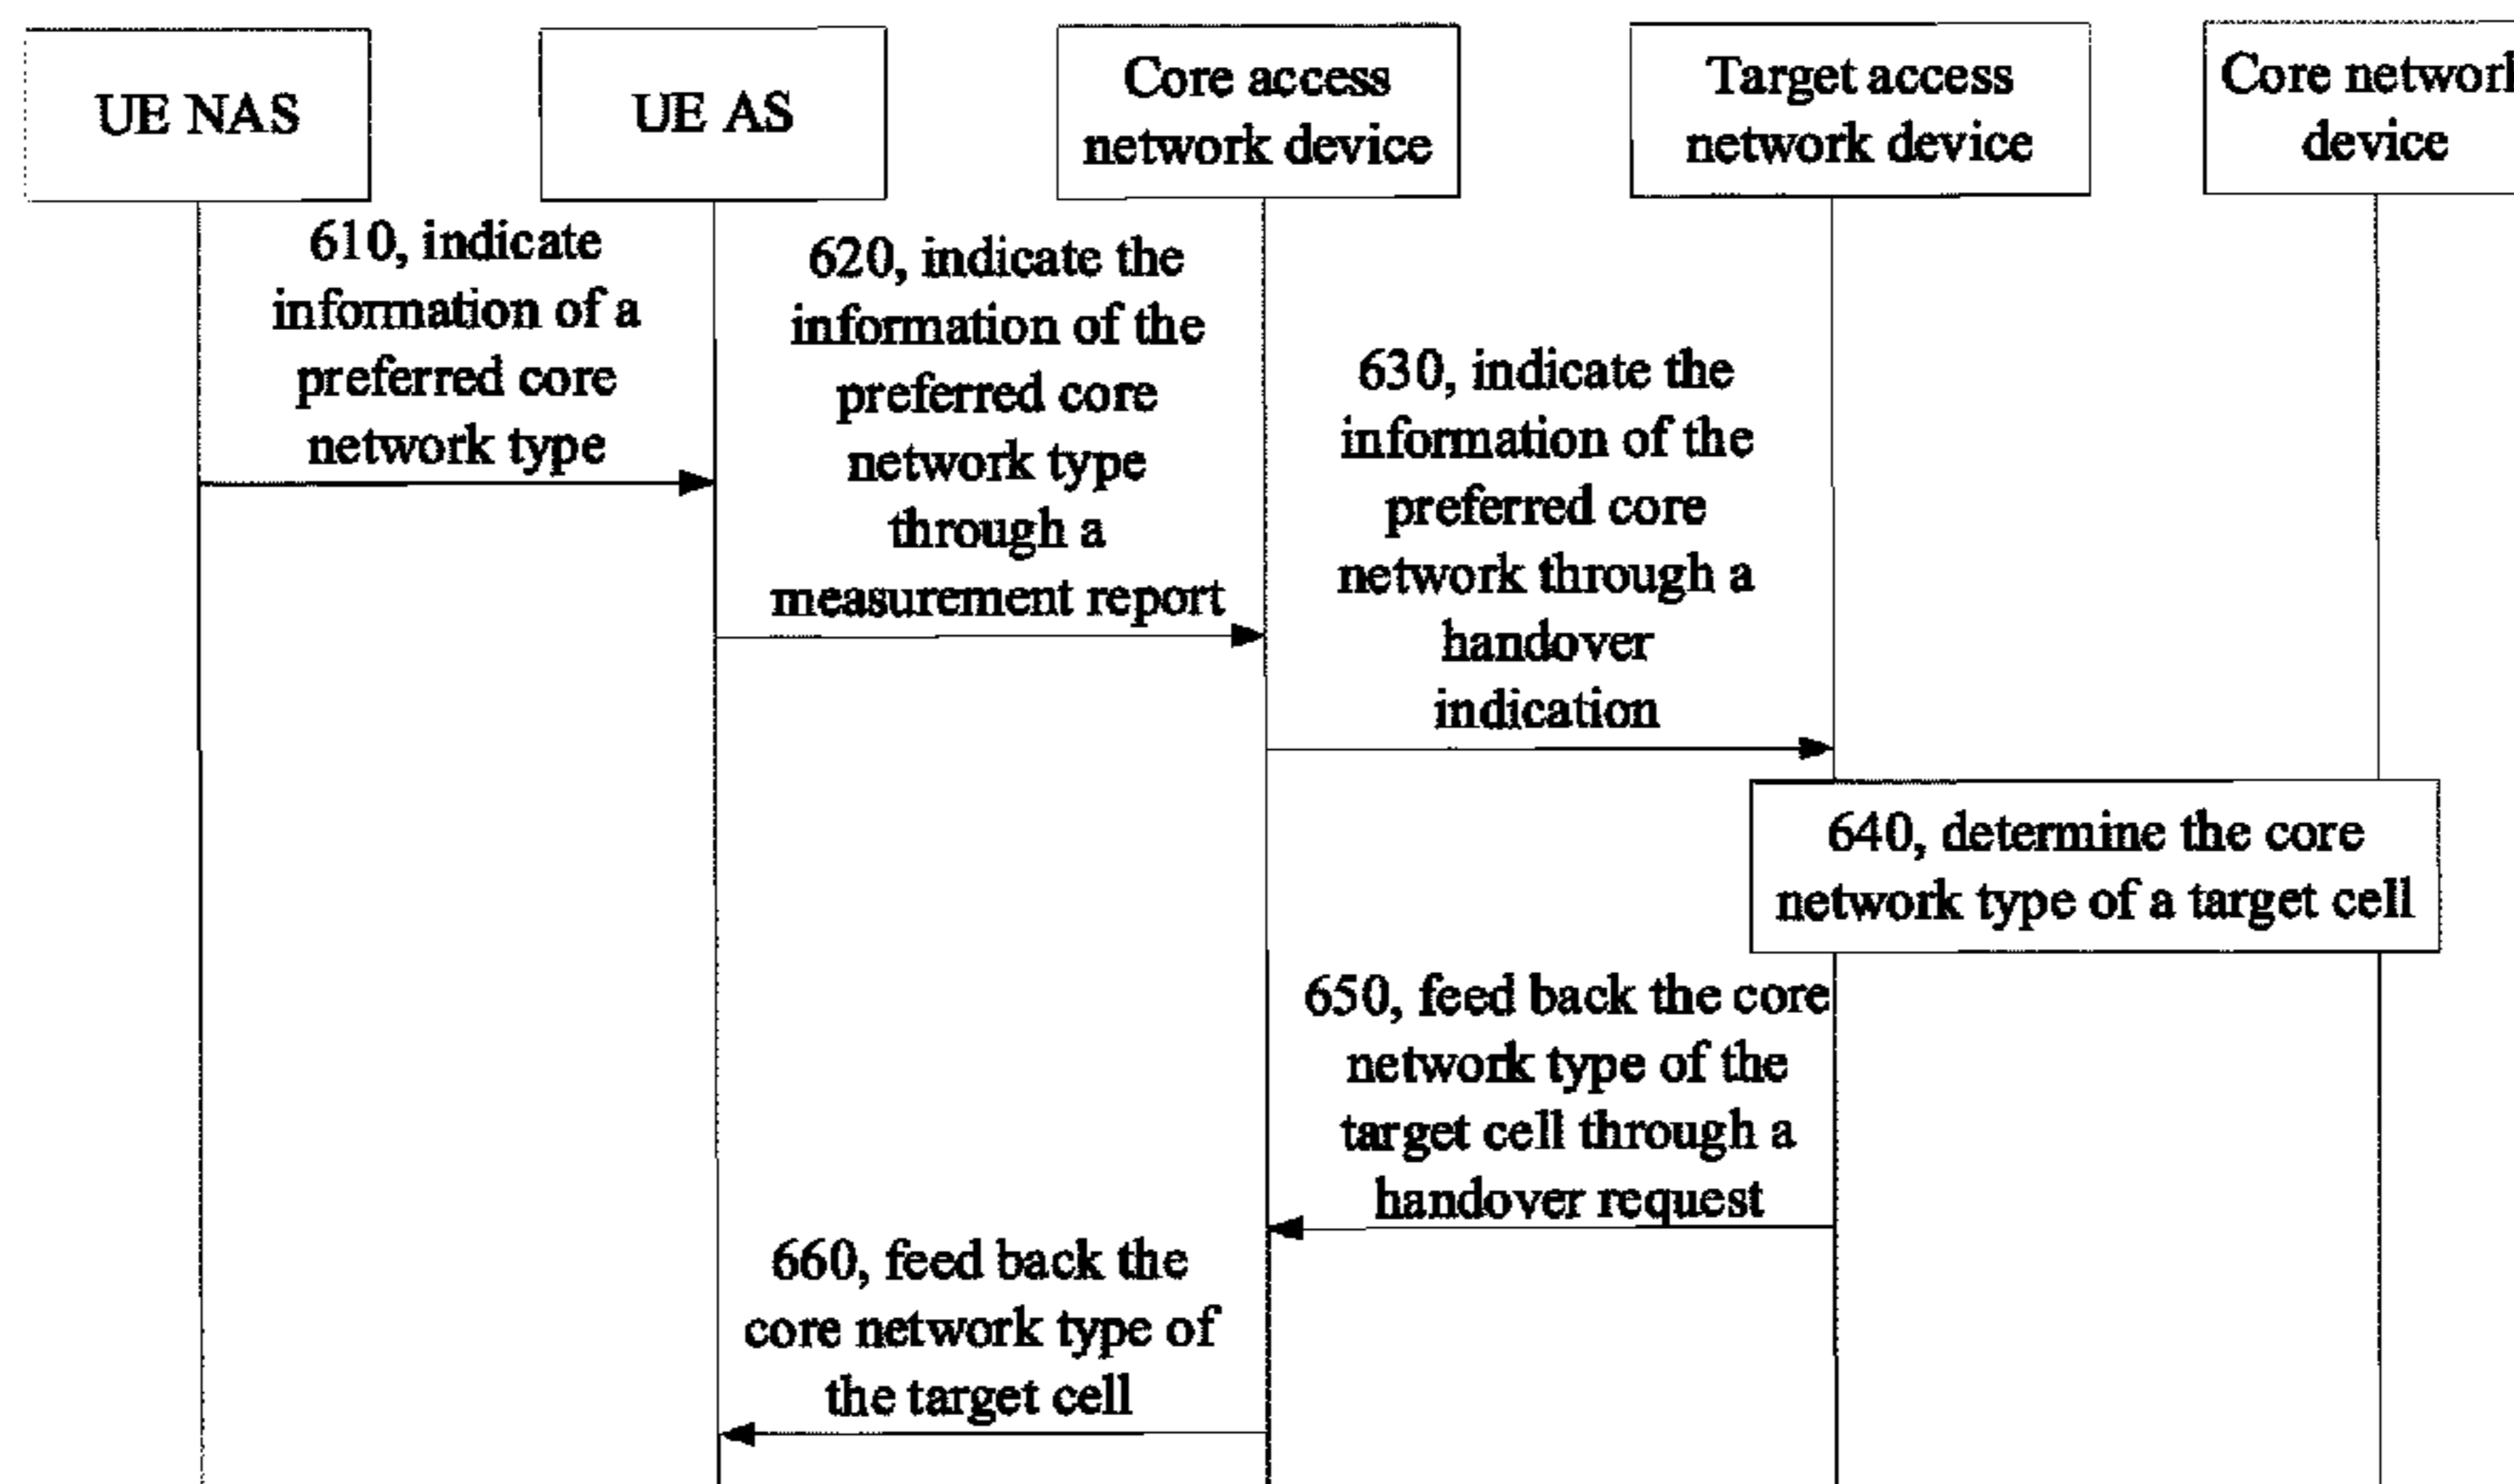 UE NAS
UE AS
Core access
network device
Target access
network device
Core network
device
610, indicate
information of a
preferred core
network type
620, indicate the
information of the
preferred core
network type
through a
measurement report
630, indicate the
information of the
preferred core
network through a
handover
indication
640, determine the core
network type of a target cell
650, feed back the core
network type of the
target cell through a
handover request
660, feed back the
core network type of
the target cell